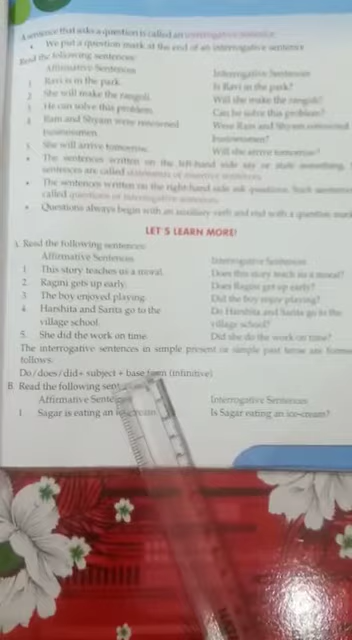 A sentence that asks a question is called an interrogative sentence.
• We put a question mark at the end of an interrogative sentence.
Read the following sentences:
Affirmative Sentences Interrogative Sentences
1. Ravi is in the park. Is Ravi in the park?
2. She will make the rangoli. Will she make the rangoli?
3. He can solve this problem. Can he solve this problem?
4. Ram and Shyam were renowned Were Ram and Shyam renowned
businessmen. businessmen?
5. She will arrive tomorrow. Will she arrive tomorrow?
• The sentences written on the left-hand side say or state something.
sentences are called statements or assertive sentences.
• The sentences written on the right-hand side ask questions. Such sentences
called questions or interrogative sentences.
• Questions always begin with an auxiliary verb and end with a question mark
LET'S LEARN MORE!
A. Read the following sentences:
Affirmative Sentences Interrogative Sentences
1. This story teaches us a moral. Does this story teach us a moral?
2. Ragini gets up early. Does Ragini get up early?
3. The boy enjoyed playing. Did the boy enjoy playing?
4. Harshita and Sarita go to the Do Harshita and Sarita go to the
village school. village school?
5. She did the work on time. Did she do the work on time?
The interrogative sentences in simple present or simple past tense are formed
follows:
Do/does/did+ subject + base form (infinitive)
B. Read the following
Affirmative Sentences Interrogative Sentences
1. Sagar is eating an ice-cream. Is Sagar eating an ice-cream?